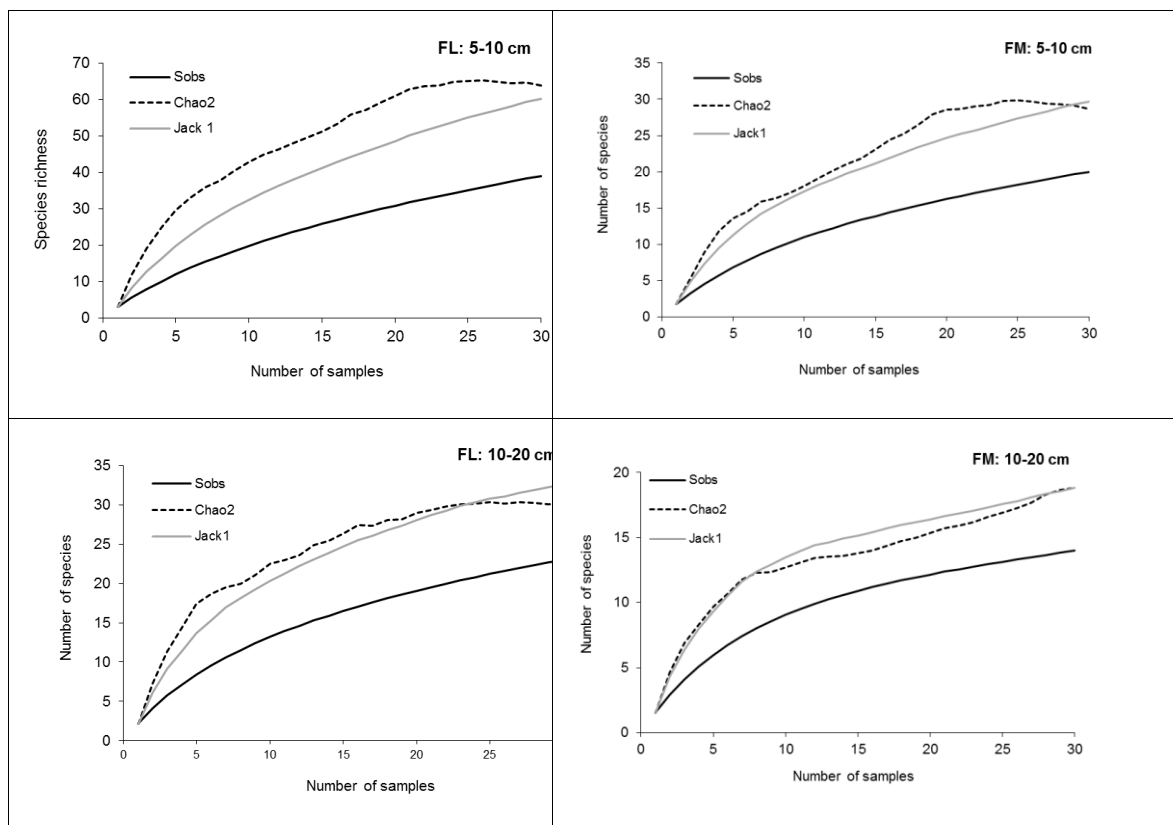 FL: 5-10 cm
70
60
50
40
30
20
10
0
Species richness
Sobs
Chao2
Jack 1
0 5 10 15 20 25 30
Number of samples
FM: 5-10 cm
35
30
25
20
15
10
5
0
Number of species
Sobs
Chao2
Jack1
0 5 10 15 20 25 30
Number of samples
FL: 10-20 cm
35
30
25
20
15
10
5
0
Number of species
Sobs
Chao2
Jack1
0 5 10 15 20 25
Number of samples
FM: 10-20 cm
20
15
10
5
0
Number of species
Sobs
Chao2
Jack1
0 5 10 15 20 25 30
Number of samples